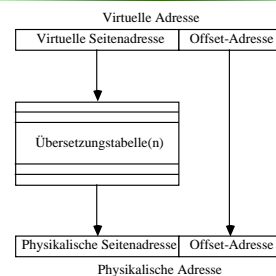 Virtuelle Adresse
Virtuelle Seitenadresse Offset-Adresse
Übersetzungstabelle(n)
Physikalische Seitenadresse Offset-Adresse
Physikalische Adresse